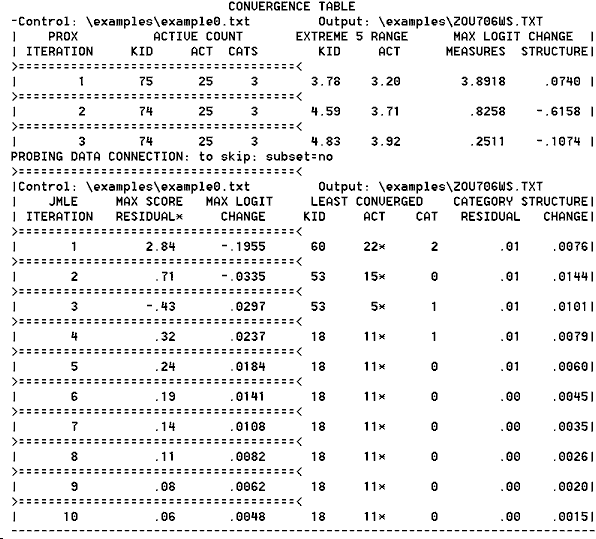 CONVERGENCE TABLE
-Control: \examples\example0.txt Output: \examples\ZOU706WS.TXT
| PROX ACTIVE COUNT EXTREME 5 RANGE MAX LOGIT CHANGE |
| ITERATION KID ACT CATS KID ACT MEASURES STRUCTURE|
>=====================================<
| 1 75 25 3 3.78 3.20 3.8918 .0740 |
>=====================================<
| 2 74 25 3 4.59 3.71 .8258 -.6158 |
>=====================================<
| 3 74 25 3 4.83 3.92 .2511 -.1074 |
PROBING DATA CONNECTION: to skip: subset=no
>=====================================<
|Control: \examples\example0.txt Output: \examples\ZOU706WS.TXT
| JMLE MAX SCORE MAX LOGIT LEAST CONVERGED CATEGORY STRUCTURE|
| ITERATION RESIDUAL* CHANGE KID ACT CAT RESIDUAL CHANGE|
>=====================================<
| 1 2.84 -.1955 60 22* 2 .01 .0076|
>=====================================<
| 2 .71 -.0335 53 15* 0 .01 .0144|
>=====================================<
| 3 -.43 .0297 53 5* 1 .01 .0101|
>=====================================<
| 4 .32 .0237 18 11* 1 .01 .0079|
>=====================================<
| 5 .24 .0184 18 11* 0 .01 .0060|
>=====================================<
| 6 .19 .0141 18 11* 0 .00 .0045|
>=====================================<
| 7 .14 .0108 18 11* 0 .00 .0035|
>=====================================<
| 8 .11 .0082 18 11* 0 .00 .0026|
>=====================================<
| 9 .08 .0062 18 11* 0 .00 .0020|
>=====================================<
| 10 .06 .0048 18 11* 0 .00 .0015|
-----------------------------------------------------------------------------